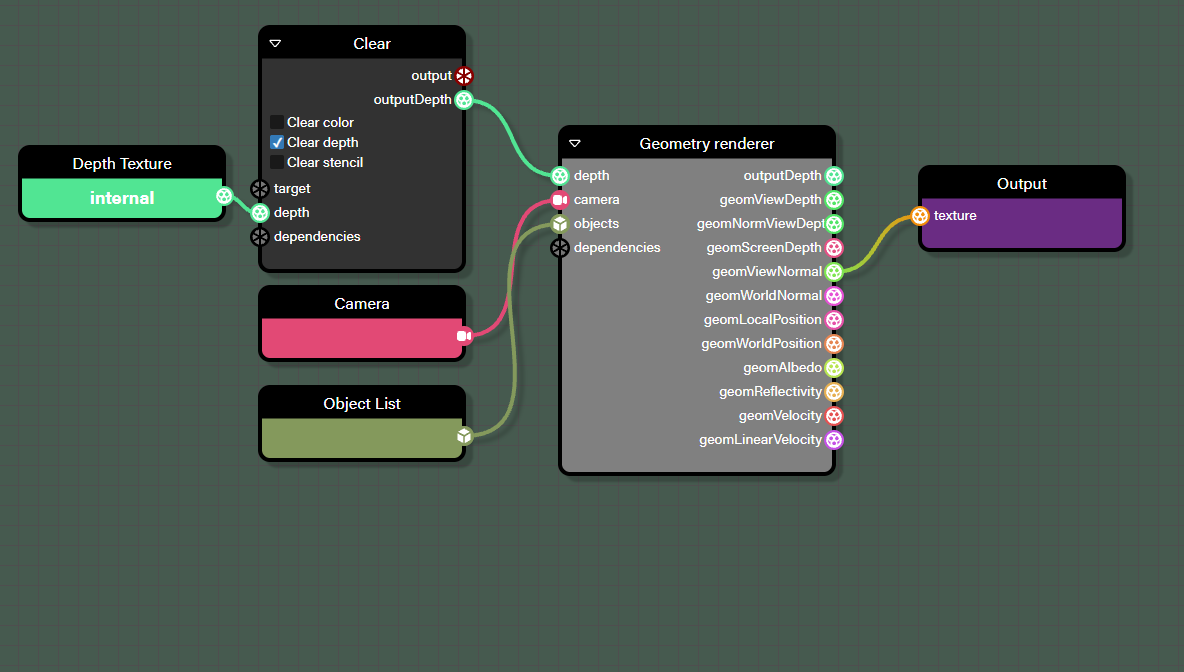 Depth Texture
internal
Clear
output
outputDepth
Clear color
Clear depth
Clear stencil
target
depth
dependencies
Camera
Object List
Geometry renderer
depth
camera
objects
dependencies
outputDepth
geomViewDepth
geomNormViewDept
geomScreenDepth
geomViewNormal
geomWorldNormal
geomLocalPosition
geomWorldPosition
geomAlbedo
geomReflectivity
geomVelocity
geomLinearVelocity
Output
texture